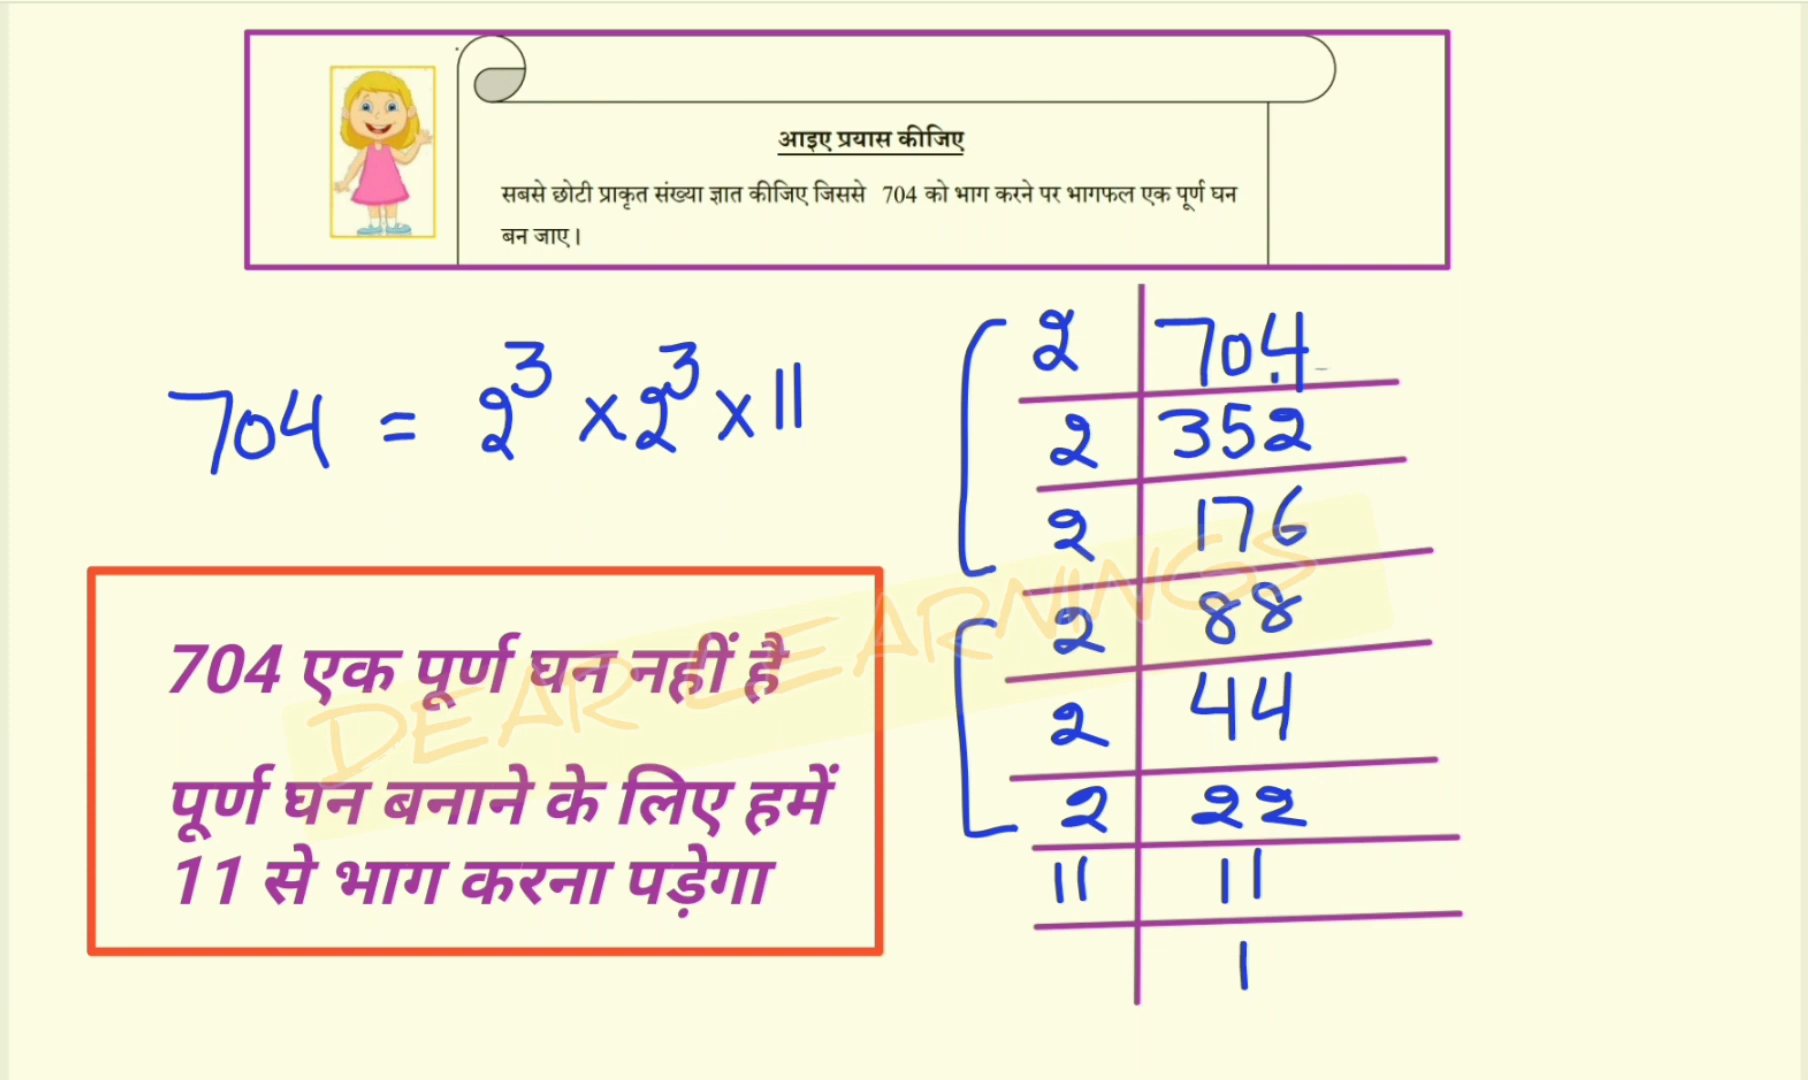 आइए प्रयास कीजिए
सबसे छोटी प्राकृत संख्या ज्ञात कीजिए जिससे 704 को भाग करने पर भागफल एक पूर्ण घन
बन जाए।
704 = 2³ × 2³ × 11
2 | 704
2 | 352
2 | 176
2 | 88
2 | 44
2 | 22
11 | 11
1
704 एक पूर्ण घन नहीं है
पूर्ण घन बनाने के लिए हमें
11 से भाग करना पड़ेगा
DEAR LEARNINGS